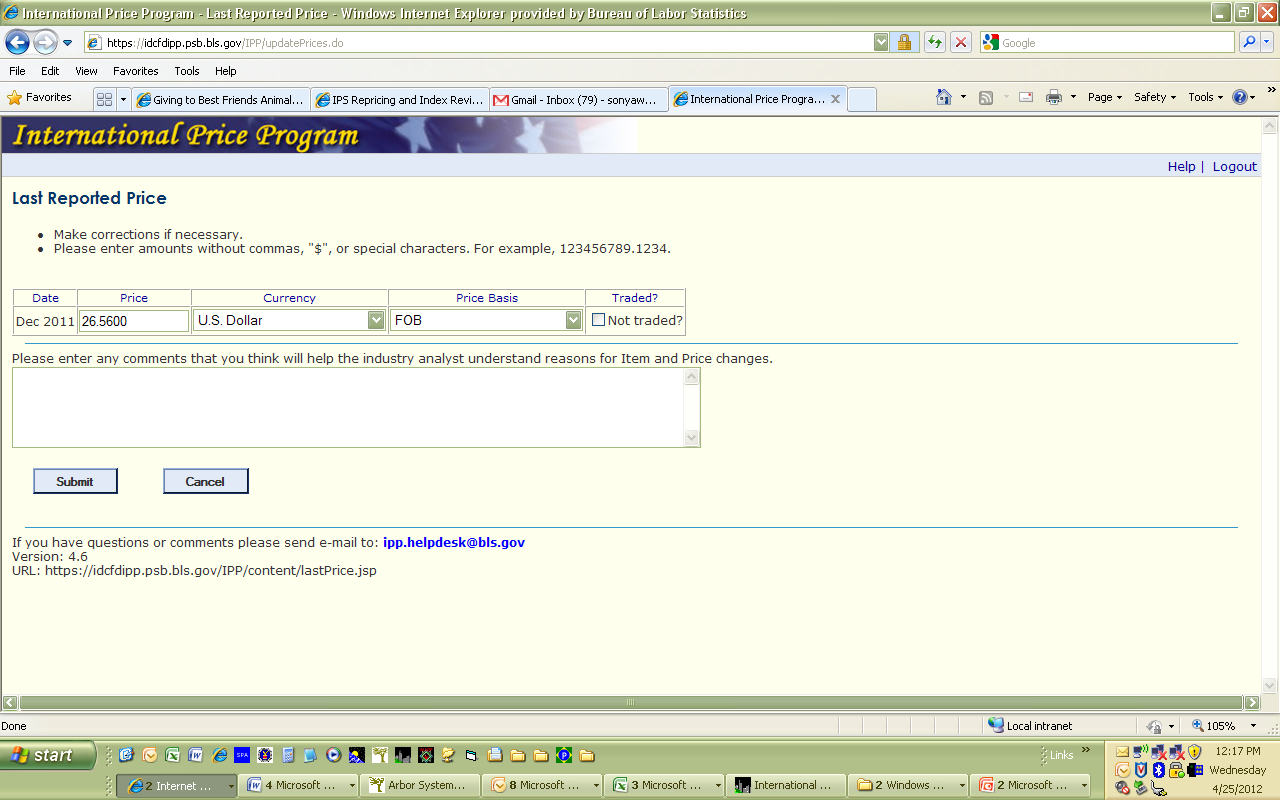 International Price Program - Last Reported Price - Windows Internet Explorer provided by Bureau of Labor Statistics
https://idcfdipp.psb.bls.gov/IPP/updatePrices.do
Google
File Edit View Favorites Tools Help
Favorites
Giving to Best Friends Anima...
IPS Repricing and Index Revi...
Gmail - Inbox (79) - sonyaw...
International Price Progra...
Page
Safety
Tools
International Price Program
Help | Logout
Last Reported Price
• Make corrections if necessary.
• Please enter amounts without commas, "$", or special characters. For example, 123456789.1234.
Date Price Currency Price Basis Traded?
Dec 2011 26.5600 U.S. Dollar FOB Not traded?
Please enter any comments that you think will help the industry analyst understand reasons for Item and Price changes.
Submit Cancel
If you have questions or comments please send e-mail to: ipp.helpdesk@bls.gov
Version: 4.6
URL: https://idcfdipp.psb.bls.gov/IPP/content/lastPrice.jsp
Done
Local intranet
105%
start
Links
12:17 PM
2 Internet ...
4 Microsoft ...
Arbor System...
8 Microsoft ...
3 Microsoft ...
International ...
2 Windows ...
2 Microsoft ...
Wednesday
4/25/2012